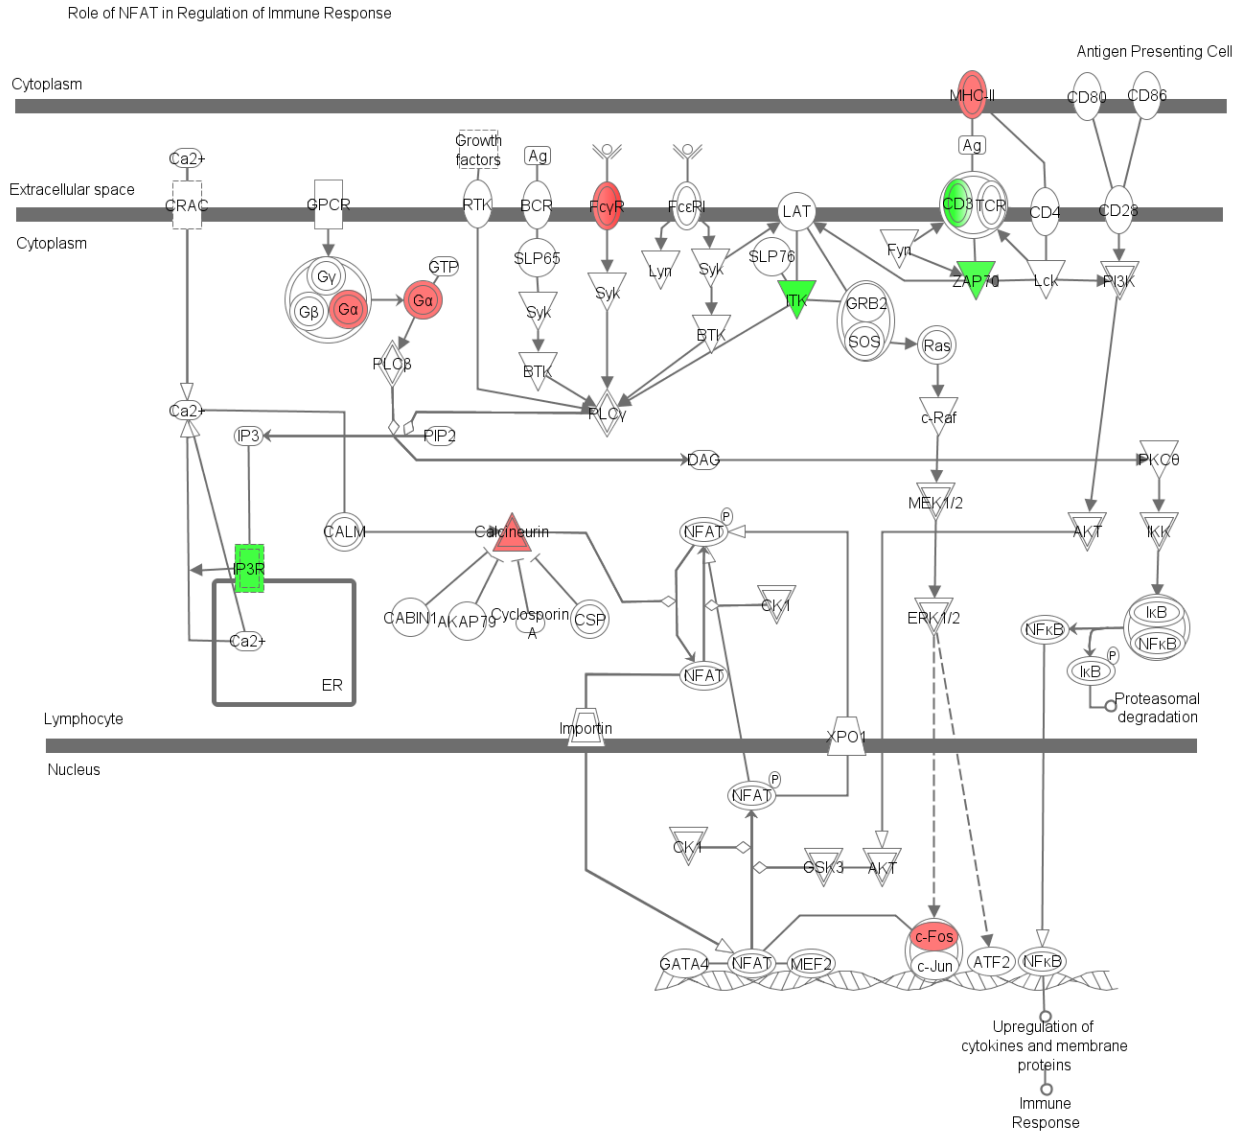 Role of NFAT in Regulation of Immune Response
Antigen Presenting Cell
Cytoplasm
MHC-II
CD80
CD86
Growth
factors
Ag
Ag
Ca2+
Extracellular space
CRAC
GPCR
RTK
BCR
FcγR
FcεRI
LAT
CD3
TCR
CD4
CD28
Cytoplasm
SLP65
SLP76
Fyn
GTP
Gγ
Lyn
Syk
ZAP70
Lck
PI3K
Gβ
Gα
Gα
Syk
Syk
ITK
GRB2
SOS
Ras
BTK
PLCβ
BTK
Ca2+
PLCγ
c-Raf
IP3
PIP2
DAG
PKCθ
MEK1/2
CALM
Calcineurin
NFAT
P
AKT
IKK
IP3R
CABIN1
AKAP79
Cyclosporin
A
CSP
CK1
ERK1/2
IκB
NFκB
NFκB
Ca2+
IκB
P
NFAT
ER
Proteasomal
degradation
Lymphocyte
Importin
XPO1
Nucleus
NFAT
P
CK1
GSK3
AKT
c-Fos
GATA4
NFAT
MEF2
c-Jun
ATF2
NFκB
Upregulation of
cytokines and membrane
proteins
Immune
Response